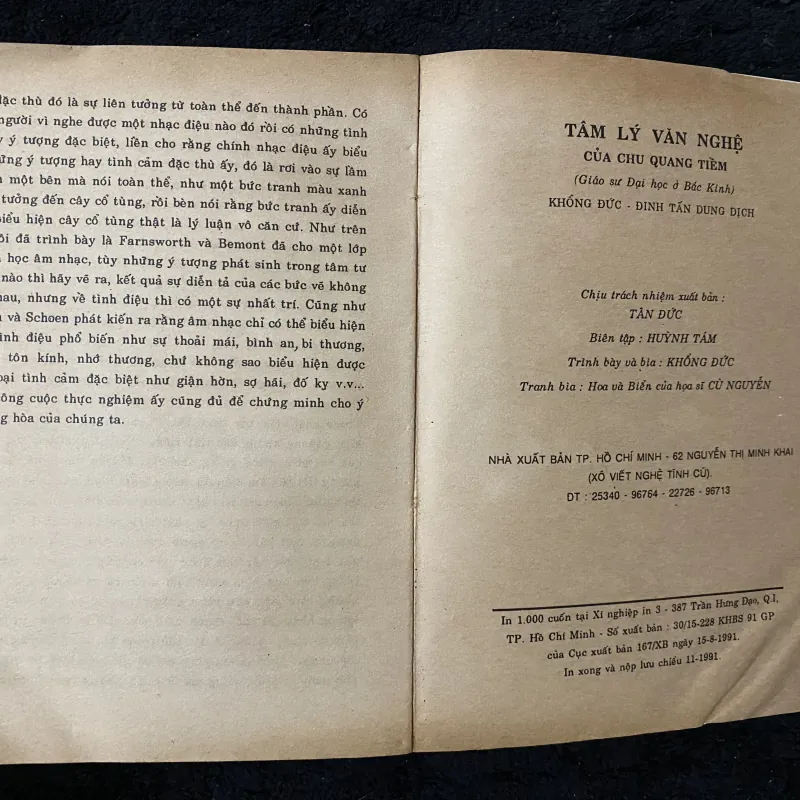 đặc thù đó là sự liên tưởng từ toàn thể đến thành phần. Có
người vì nghe được một nhạc điệu nào đó rồi có những tình
ý tượng đặc biệt, liền cho rằng chính nhạc điệu ấy biểu
ững ý tượng hay tình cảm đặc thù ấy, đó là rơi vào sự lầm
một bên mà nói toàn thể, như một bức tranh màu xanh
tưởng đến cây cổ tùng, rồi bèn nói rằng bức tranh ấy diễn
biểu hiện cây cổ tùng thật là lý luận vô căn cứ. Như trên
ôi đã trình bày là Farnsworth và Bemont đã cho một lớp
học âm nhạc, tùy những ý tượng phát sinh trong tâm tư
nào thì hãy vẽ ra, kết quả sự diễn tả của các bức vẽ không
hau, nhưng về tình điệu thì có một sự nhất trí. Cũng như
và Schoen phát kiến ra rằng âm nhạc chỉ có thể biểu hiện
ình điệu phổ biến như sự thoải mái, bình an, bi thương,
tôn kính, nhớ thương, chứ không sao biểu hiện được
oại tình cảm đặc biệt như giận hờn, sợ hãi, đố kỵ v.v...
ông cuộc thực nghiệm ấy cũng đủ để chứng minh cho ý
g hòa của chúng ta.
TÂM LÝ VĂN NGHỆ
CỦA CHU QUANG TIỀM
(Giáo sư Đại học ở Bắc Kinh)
KHỔNG ĐỨC - ĐINH TẤN DUNG DỊCH
Chịu trách nhiệm xuất bản :
TÂN ĐỨC
Biên tập : HUỲNH TÁM
Trình bày và bìa : KHỔNG ĐỨC
Tranh bìa : Hoa và Biển của họa sĩ CÙ NGUYỄN
NHÀ XUẤT BẢN TP. HỒ CHÍ MINH - 62 NGUYỄN THỊ MINH KHAI
(XÔ VIẾT NGHỆ TĨNH CŨ).
DT : 25340 - 96764 - 22726 - 96713
In 1.000 cuốn tại Xí nghiệp in 3 - 387 Trần Hưng Đạo, Q.I,
TP. Hồ Chí Minh - Số xuất bản : 30/15-228 KHBS 91 GP
của Cục xuất bản 167/XB ngày 15-8-1991.
In xong và nộp lưu chiểu 11-1991.